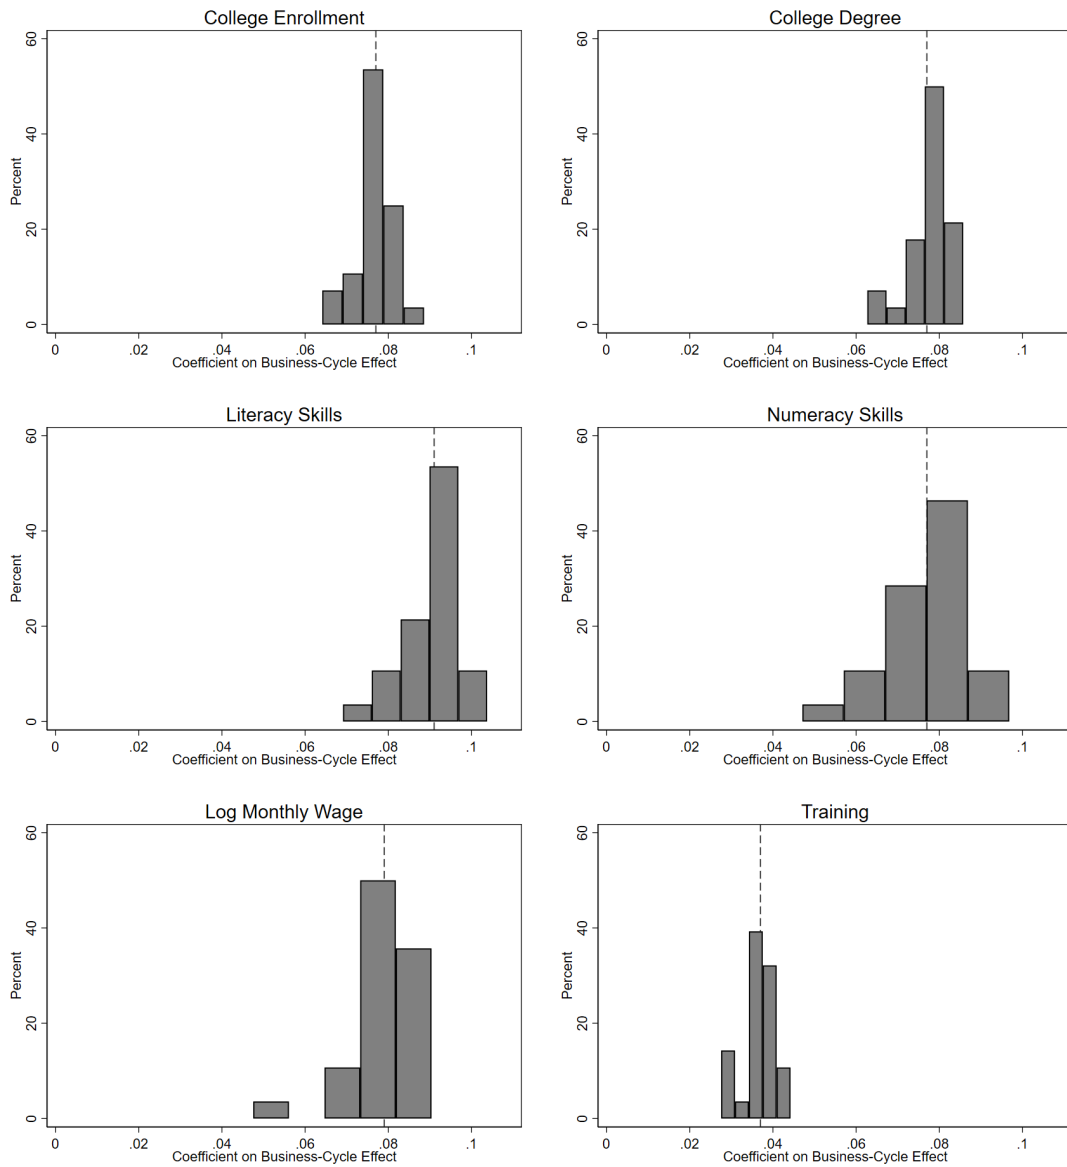 College Enrollment
Percent
0
20
40
60
0 .02 .04 .06 .08 .1
Coefficient on Business-Cycle Effect
College Degree
Percent
0
20
40
60
0 .02 .04 .06 .08 .1
Coefficient on Business-Cycle Effect
Literacy Skills
Percent
0
20
40
60
0 .02 .04 .06 .08 .1
Coefficient on Business-Cycle Effect
Numeracy Skills
Percent
0
20
40
60
0 .02 .04 .06 .08 .1
Coefficient on Business-Cycle Effect
Log Monthly Wage
Percent
0
20
40
60
0 .02 .04 .06 .08 .1
Coefficient on Business-Cycle Effect
Training
Percent
0
20
40
60
0 .02 .04 .06 .08 .1
Coefficient on Business-Cycle Effect